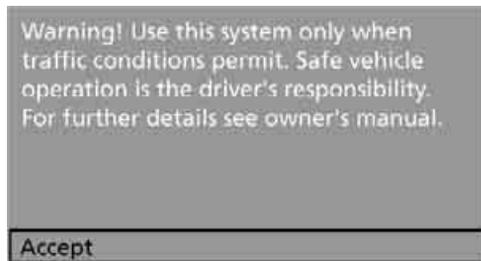 Warning! Use this system only when
traffic conditions permit. Safe vehicle
operation is the driver's responsibility.
For further details see owner's manual.
Accept